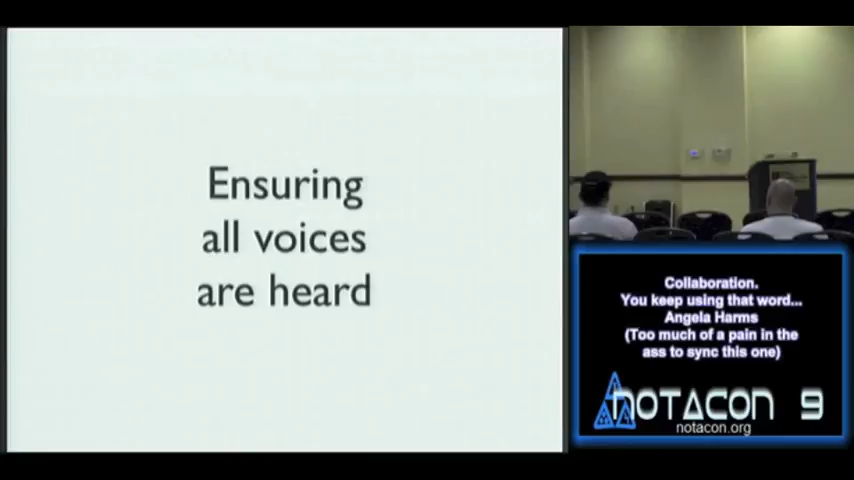 Ensuring
all voices
are heard
Collaboration.
You keep using that word...
Angela Harms
(Too much of a pain in the
ass to sync this one)
NOTACON 9
notacon.org